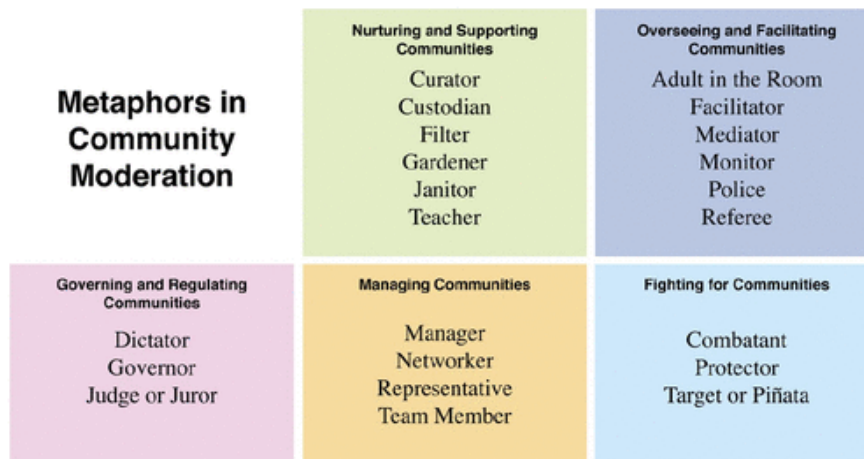 Metaphors in
Community
Moderation
Nurturing and Supporting
Communities
Curator
Custodian
Filter
Gardener
Janitor
Teacher
Overseeing and Facilitating
Communities
Adult in the Room
Facilitator
Mediator
Monitor
Police
Referee
Governing and Regulating
Communities
Dictator
Governor
Judge or Juror
Managing Communities
Manager
Networker
Representative
Team Member
Fighting for Communities
Combatant
Protector
Target or Piñata